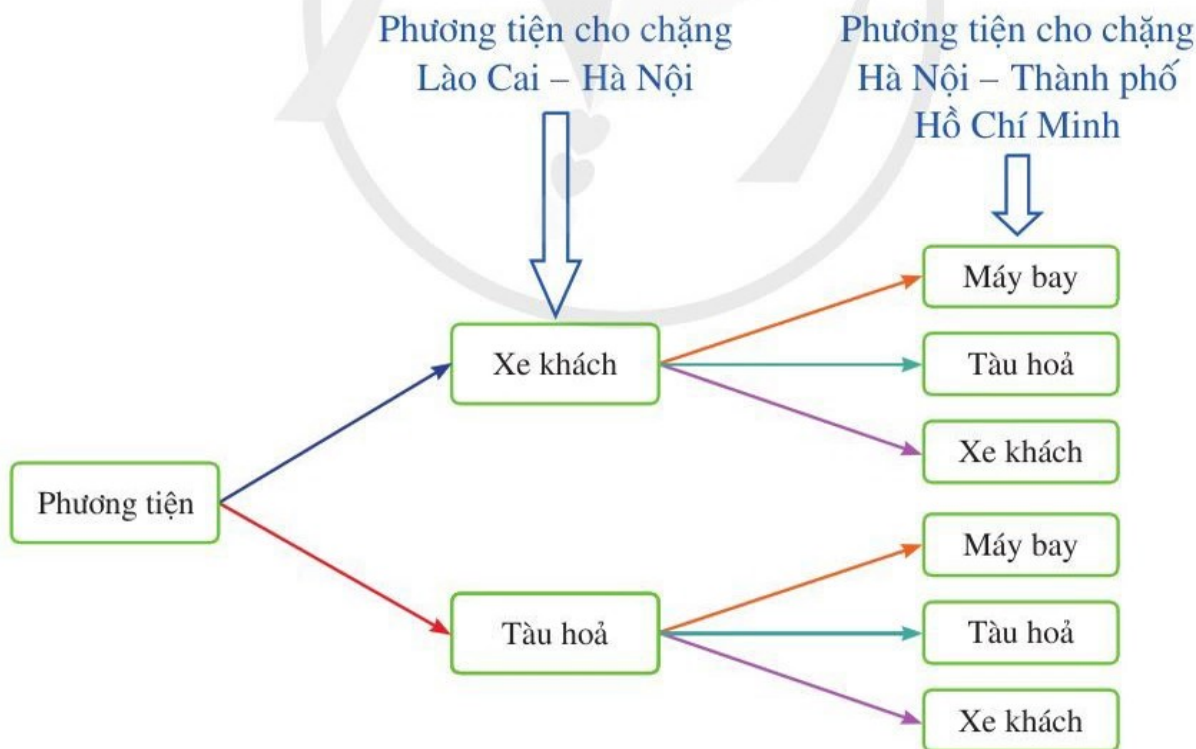 Phương tiện cho chặng
Lào Cai – Hà Nội
Phương tiện cho chặng
Hà Nội – Thành phố
Hồ Chí Minh
Máy bay
Xe khách
Tàu hoả
Xe khách
Phương tiện
Máy bay
Tàu hoả
Tàu hoả
Xe khách